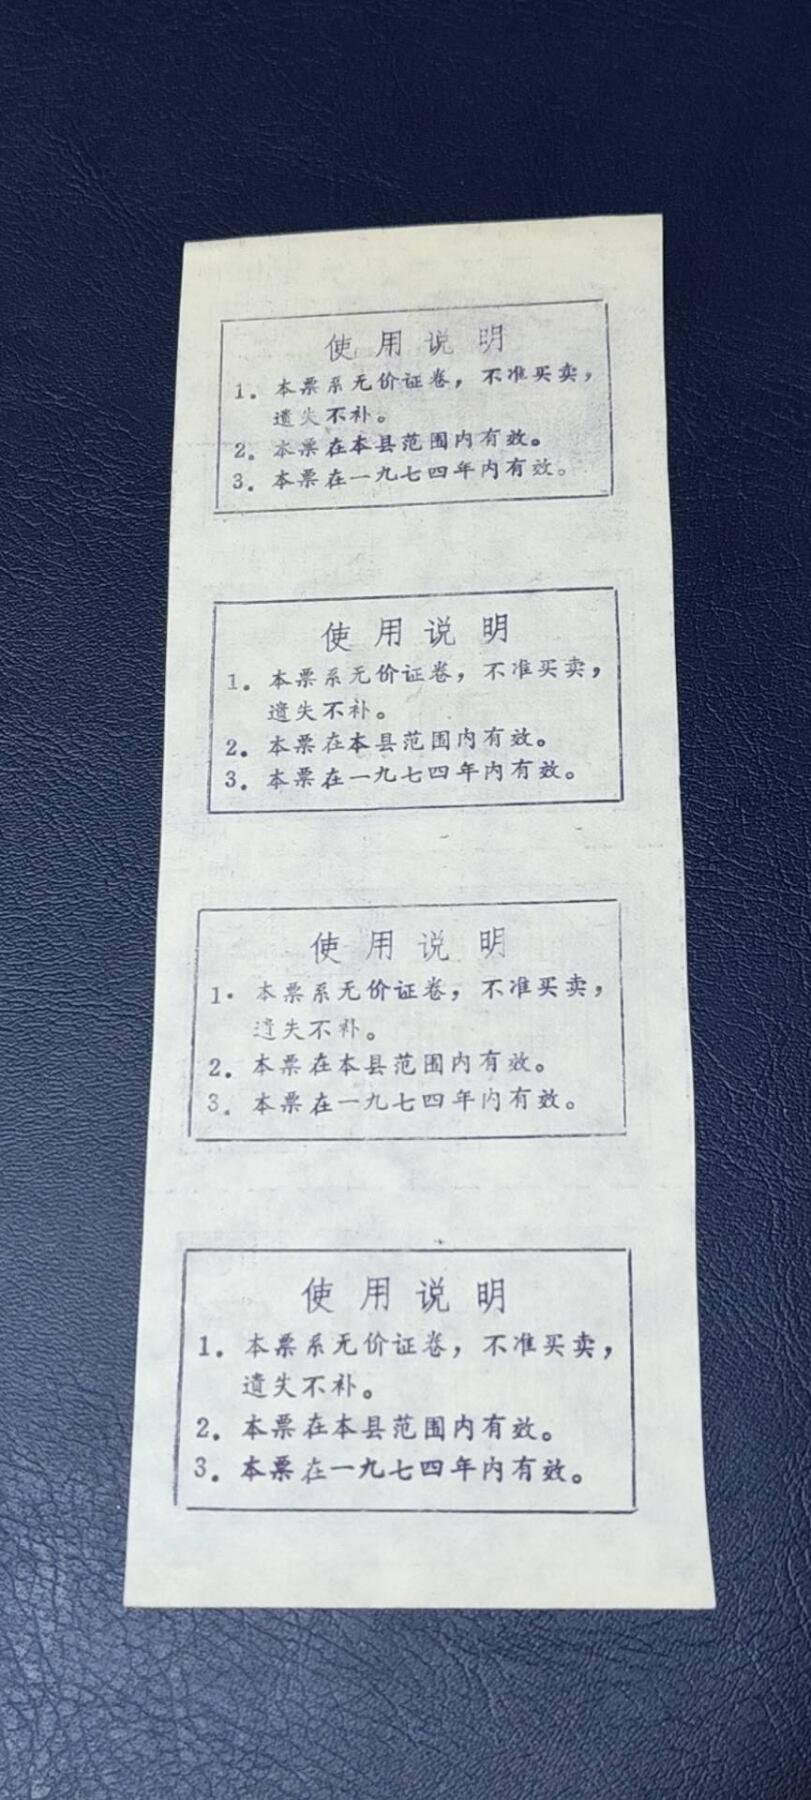 使用说明
1. 本票系无价证卷，不准买卖，
遗失不补。
2. 本票在本县范围内有效。
3. 本票在一九七四年内有效。
使用说明
1. 本票系无价证卷，不准买卖，
遗失不补。
2. 本票在本县范围内有效。
3. 本票在一九七四年内有效。
使用说明
1. 本票系无价证卷，不准买卖，
遗失不补。
2. 本票在本县范围内有效。
3. 本票在一九七四年内有效。
使用说明
1. 本票系无价证卷，不准买卖，
遗失不补。
2. 本票在本县范围内有效。
3. 本票在一九七四年内有效。